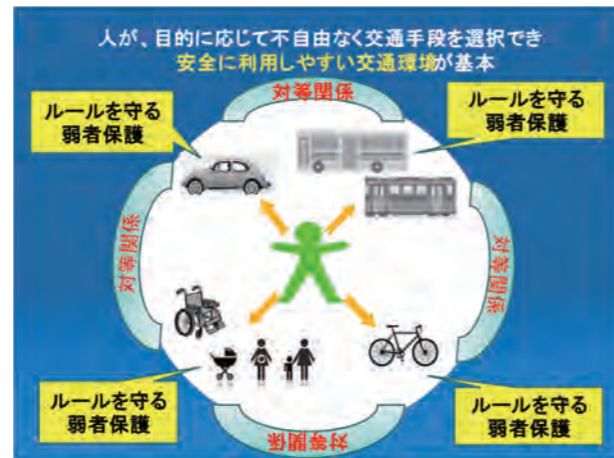 人が、目的に応じて不自由なく交通手段を選択でき
安全に利用しやすい交通環境が基本
対等関係
ルールを守る
弱者保護
ルールを守る
弱者保護
対等関係
対等関係
ルールを守る
弱者保護
ルールを守る
弱者保護
対等関係